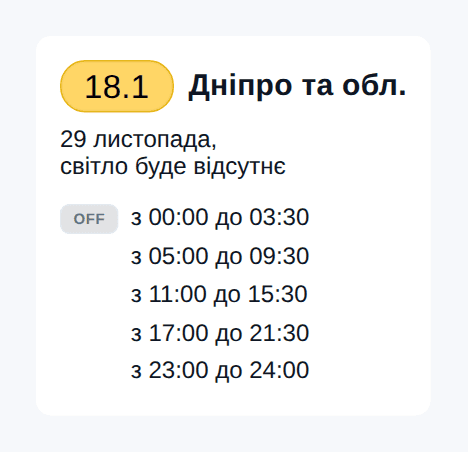 18.1 Дніпро та обл.
29 листопада,
світло буде відсутнє
OFF з 00:00 до 03:30
з 05:00 до 09:30
з 11:00 до 15:30
з 17:00 до 21:30
з 23:00 до 24:00